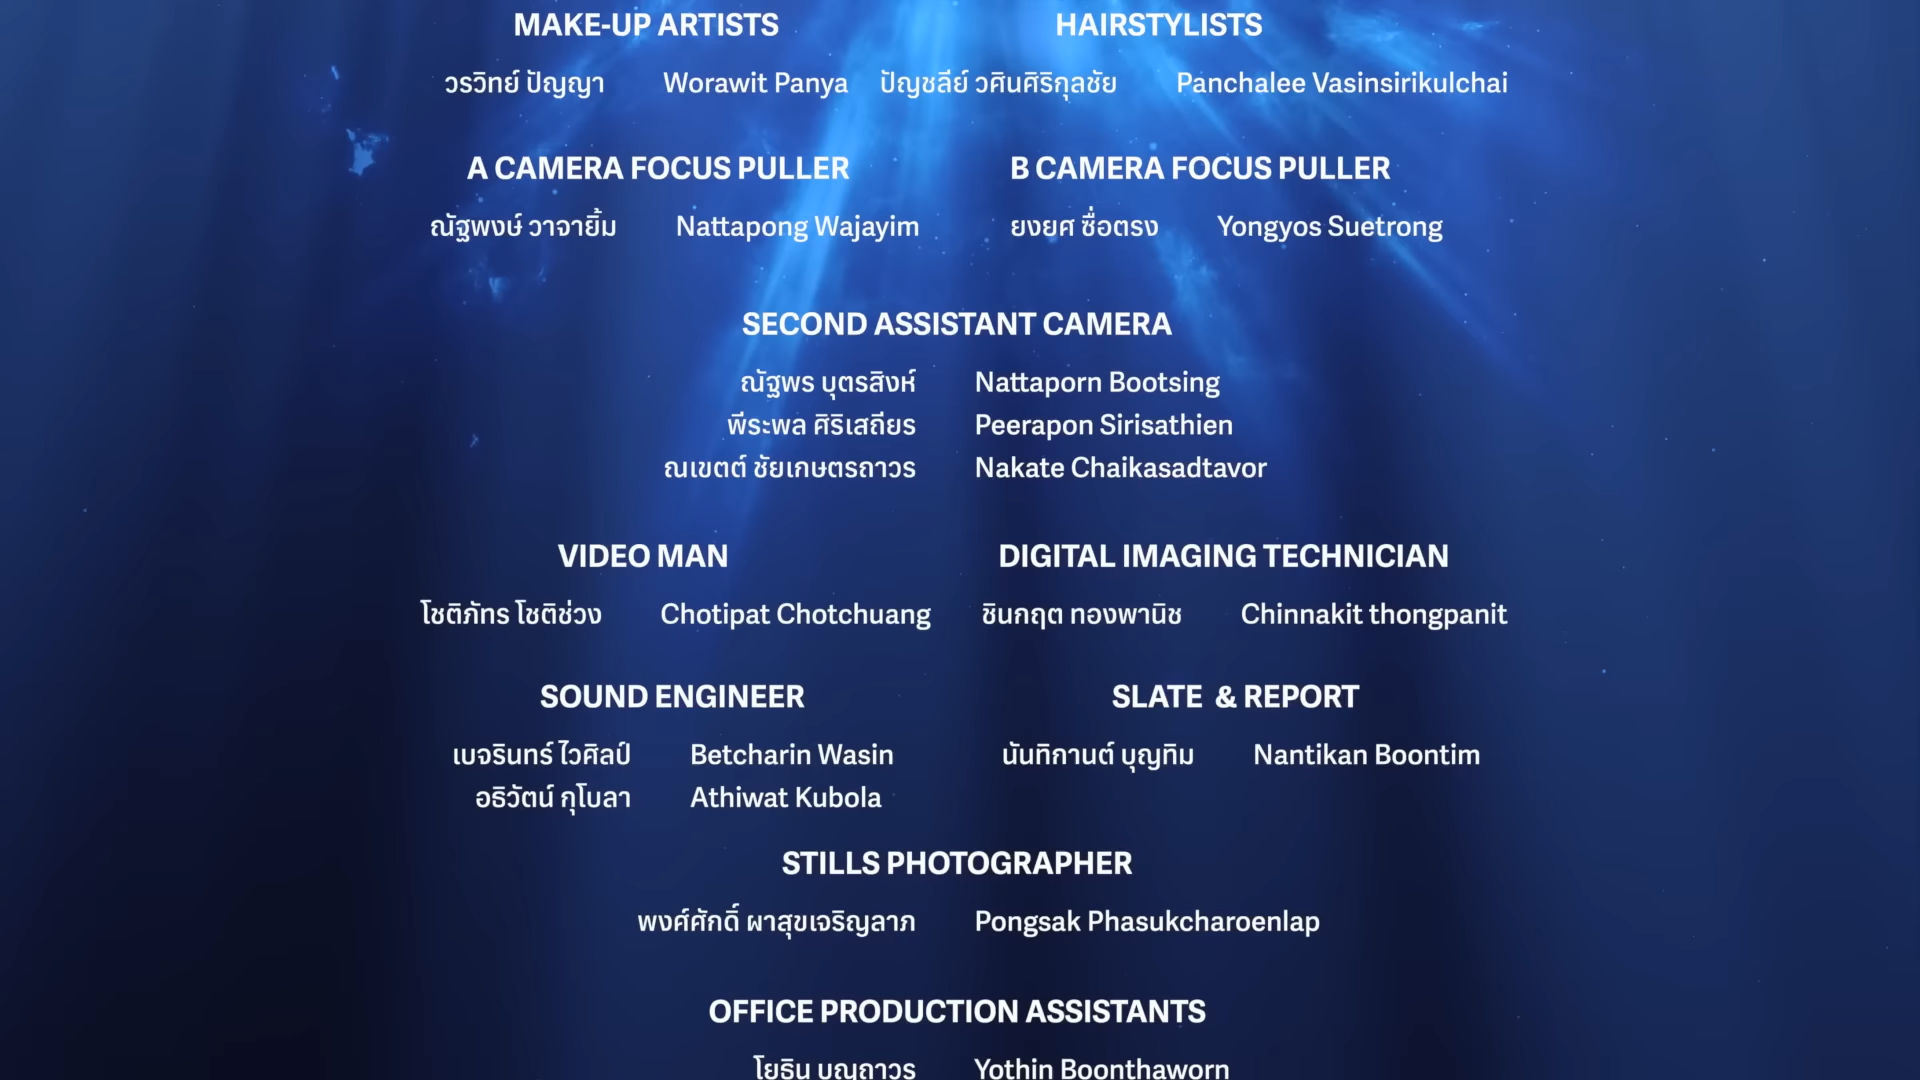 MAKE-UP ARTISTS HAIRSTYLISTS
วรวิทย์ ปัญญา Worawit Panya ปัญชลีย์ วศินศิริกุลชัย Panchalee Vasinsirikulchai
A CAMERA FOCUS PULLER B CAMERA FOCUS PULLER
ณัฐพงษ์ วาจายิ้ม Nattapong Wajayim ยงยศ ซื่อตรง Yongyos Suetrong
SECOND ASSISTANT CAMERA
ณัฐพร บุตรสิงห์ Nattaporn Bootsing
พีระพล ศิริเสถียร Peerapon Sirisathien
ณเขตต์ ชัยเกษตรถาวร Nakate Chaikasadtavor
VIDEO MAN DIGITAL IMAGING TECHNICIAN
โชติภัทร โชติช่วง Chotipat Chotchuang ชินกฤต ทองพานิช Chinnakit thongpanit
SOUND ENGINEER SLATE & REPORT
เบจรินทร์ ไวศิลป์ Betcharin Wasin นันทิกานต์ บุญทิม Nantikan Boontim
อธิวัตน์ กุโบลา Athiwat Kubola
STILLS PHOTOGRAPHER
พงศ์ศักดิ์ ผาสุขเจริญลาภ Pongsak Phasukcharoenlap
OFFICE PRODUCTION ASSISTANTS
โยธิน บุญถาวร Yothin Boonthaworn